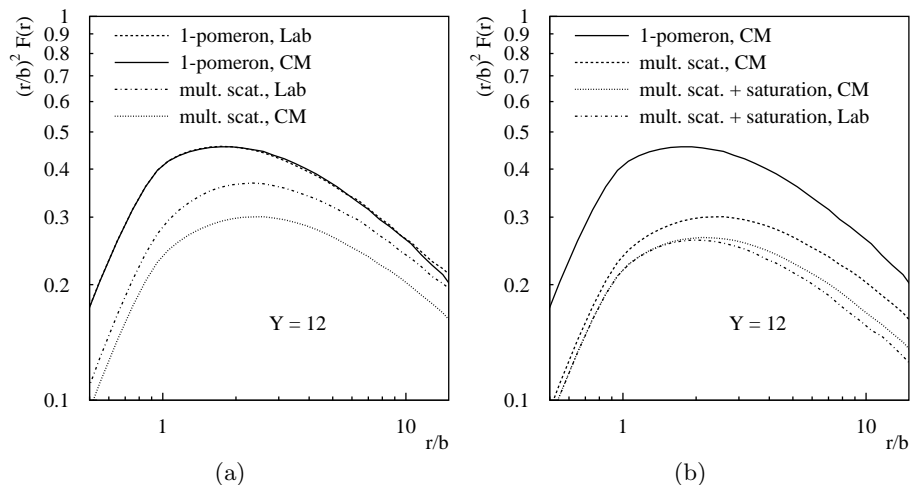 (r/b)² F(r)
1
0.9
0.8
0.7
0.6
0.5
0.4
0.3
0.2
0.1
1-pomeron, Lab
1-pomeron, CM
mult. scat., Lab
mult. scat., CM
Y = 12
1
10
r/b
(a)
(r/b)² F(r)
1
0.9
0.8
0.7
0.6
0.5
0.4
0.3
0.2
0.1
1-pomeron, CM
mult. scat., CM
mult. scat. + saturation, CM
mult. scat. + saturation, Lab
Y = 12
1
10
r/b
(b)